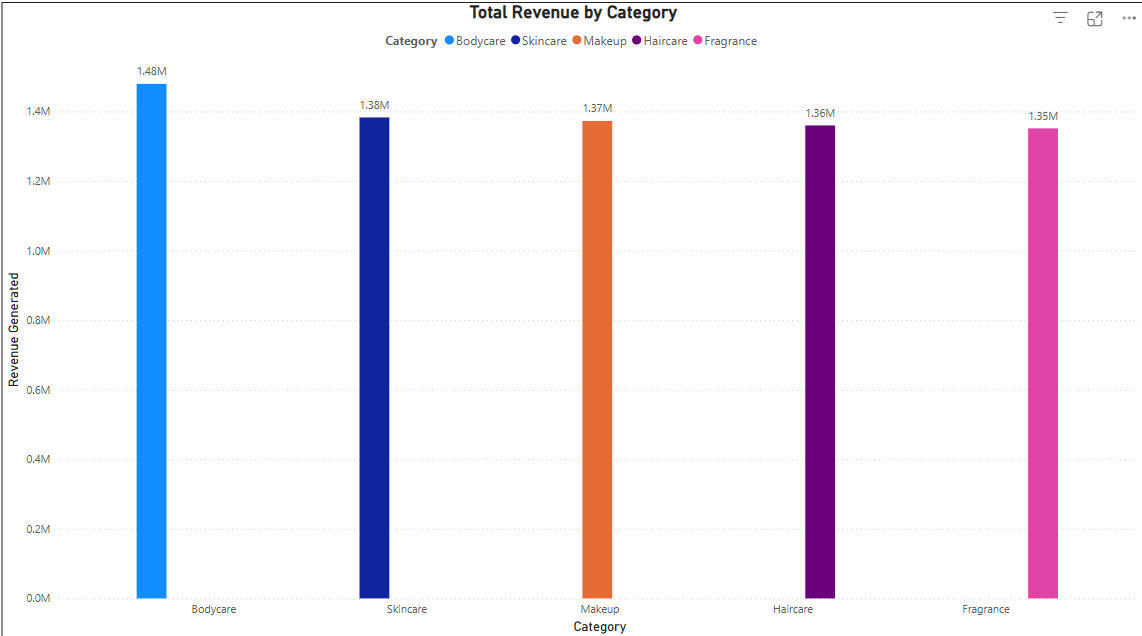 Total Revenue by Category
Category Bodycare Skincare Makeup Haircare Fragrance
1.48M
1.38M
1.37M
1.36M
1.35M
1.4M
1.2M
1.0M
0.8M
0.6M
0.4M
0.2M
0.0M
Revenue Generated
Bodycare Skincare Makeup Haircare Fragrance
Category